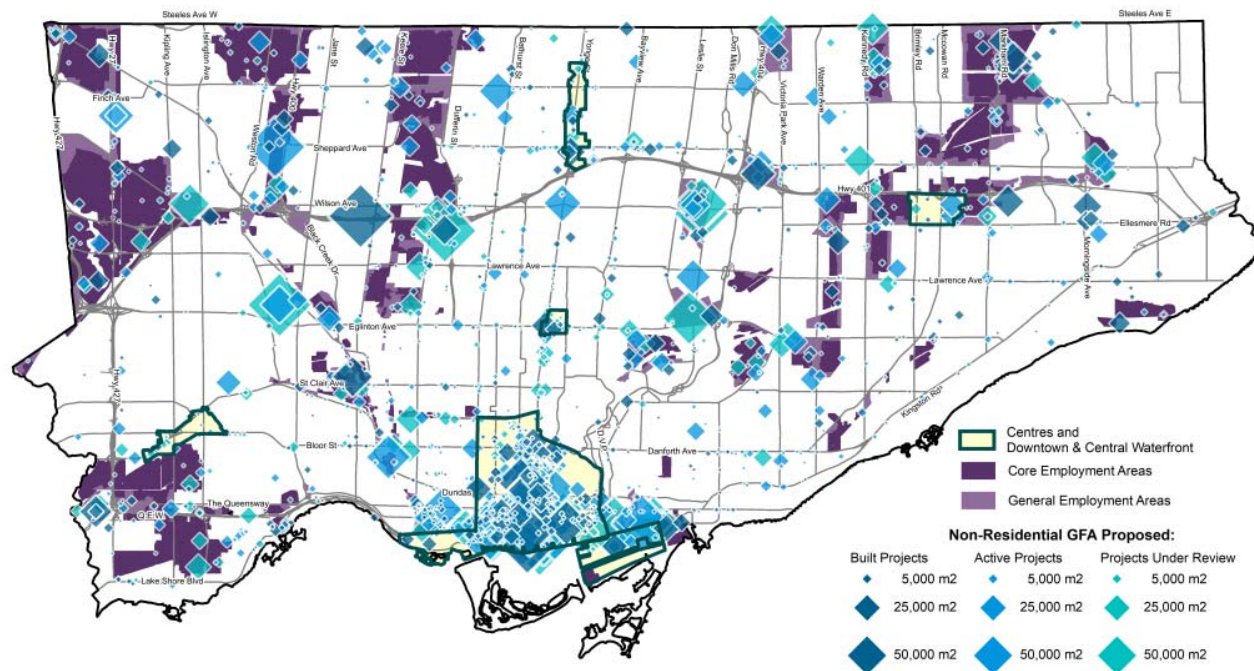 Steeles Ave W
Steeles Ave E
Hwy 27
Kipling Ave
Islington Ave
Jane St
Keele St
Bathurst St
Yonge
Bayview Ave
Leslie St
Don Mills Rd
Hwy 404
Kennedy Rd
Brimley Rd
Mccowan Rd
Markham Rd
Hwy 400
Finch Ave
Dufferin St
Victoria Park Ave
Warden Ave
Hwy 427
Weston Rd
Sheppard Ave
Hwy 401
Wilson Ave
Ellesmere Rd
Black Creek Dr
Morningside Ave
Lawrence Ave
Lawrence Ave
Eglinton Ave
Hwy 427
St Clair Ave
Kingston Rd
D.V.P.
Bloor St
Danforth Ave
Dundas
The Queensway
Q.E.W.
Lake Shore Blvd
Centres and
Downtown & Central Waterfront
Core Employment Areas
General Employment Areas
Non-Residential GFA Proposed:
Built Projects Active Projects Projects Under Review
5,000 m2 5,000 m2 5,000 m2
25,000 m2 25,000 m2 25,000 m2
50,000 m2 50,000 m2 50,000 m2